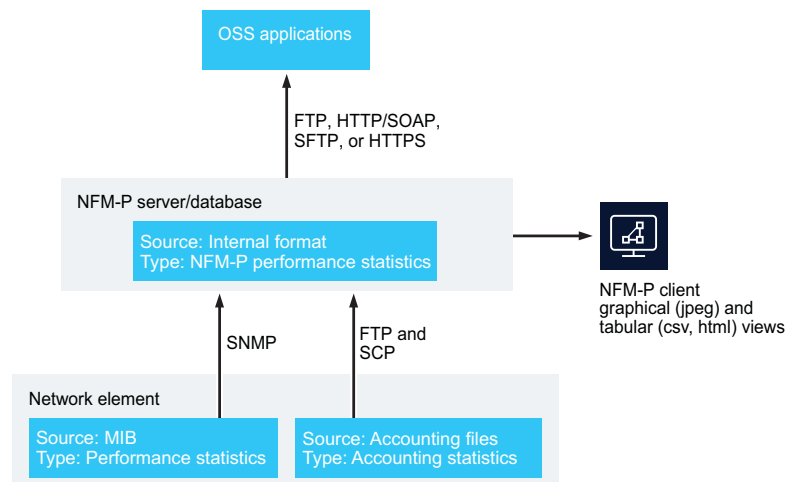 OSS applications
FTP, HTTP/SOAP,
SFTP, or HTTPS
NFM-P server/database
Source: Internal format
Type: NFM-P performance statistics
NFM-P client
graphical (jpeg) and
tabular (csv, html) views
SNMP
FTP and
SCP
Network element
Source: MIB
Type: Performance statistics
Source: Accounting files
Type: Accounting statistics